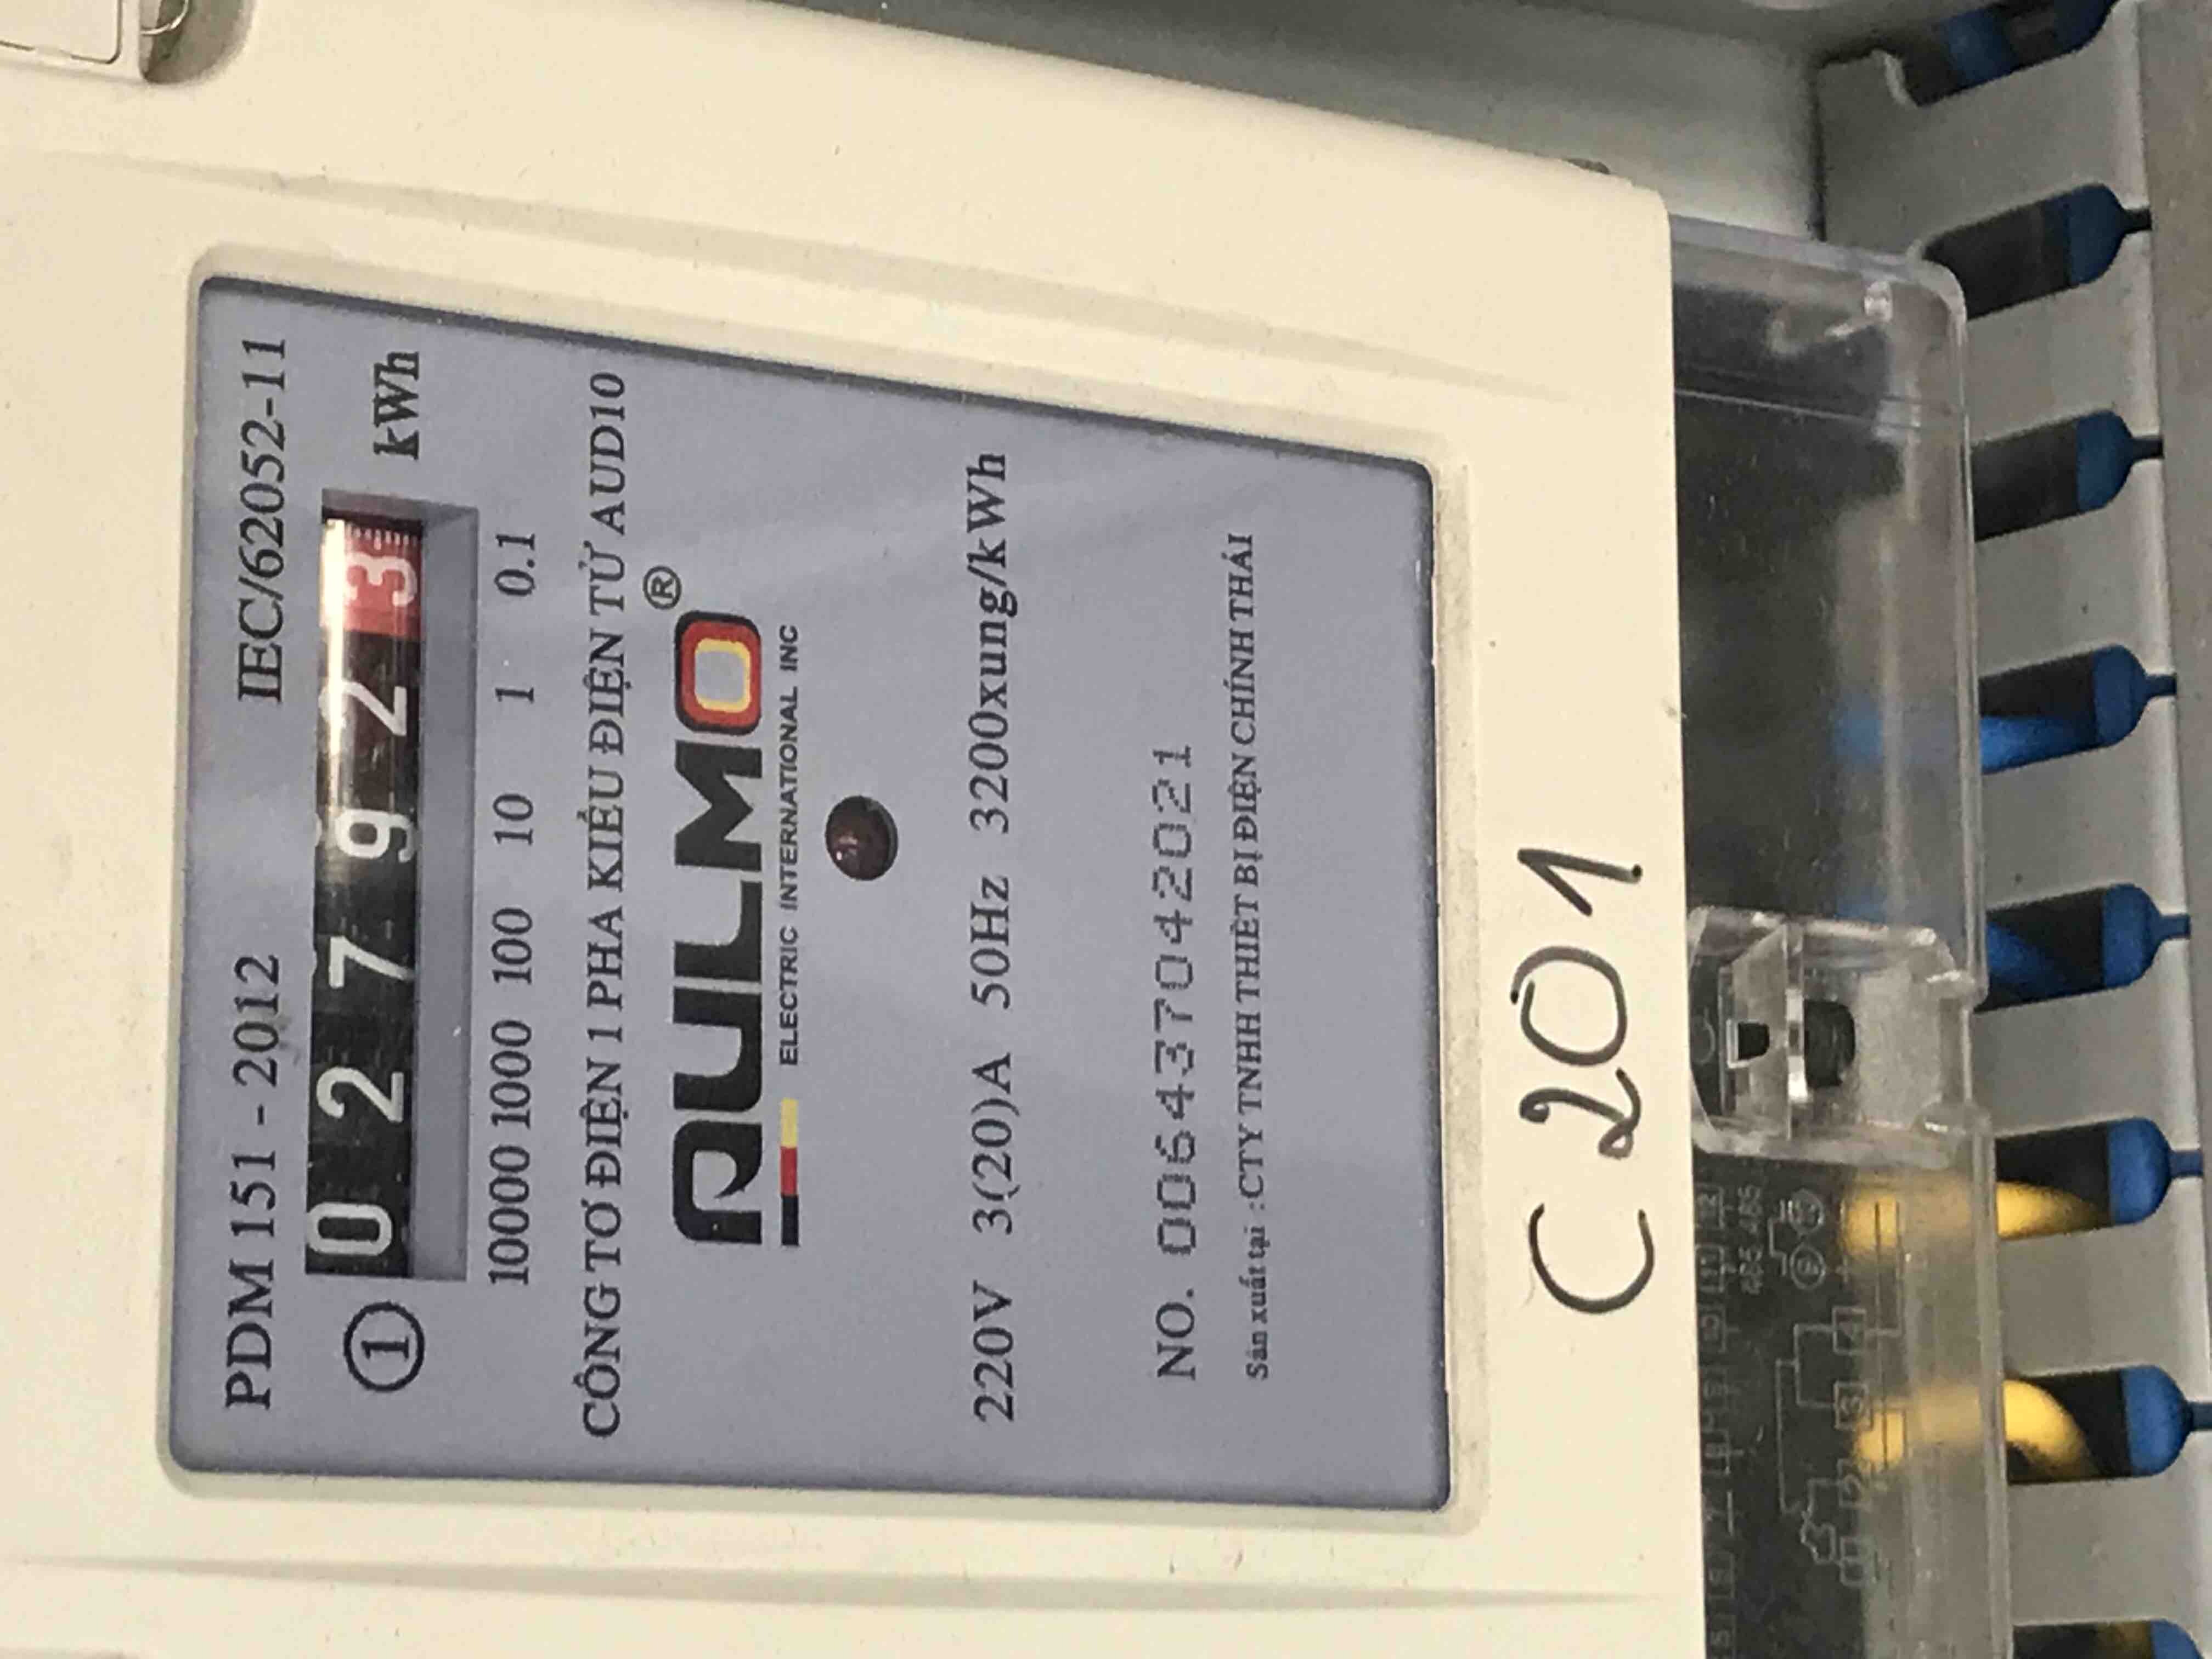 PDM 151 - 2012 IEC/62052-11
1 0 2 7 9 2 3 kWh
10000 1000 100 10 1 0.1
CÔNG TƠ ĐIỆN 1 PHA KIỂU ĐIỆN TỬ AUD10
AULMO®
ELECTRIC INTERNATIONAL INC
220V 3(20)A 50Hz 3200xung/kWh
NO. 006437042021
Sản xuất tại :CTY TNHH THIẾT BỊ ĐIỆN CHÍNH THÁI
C201